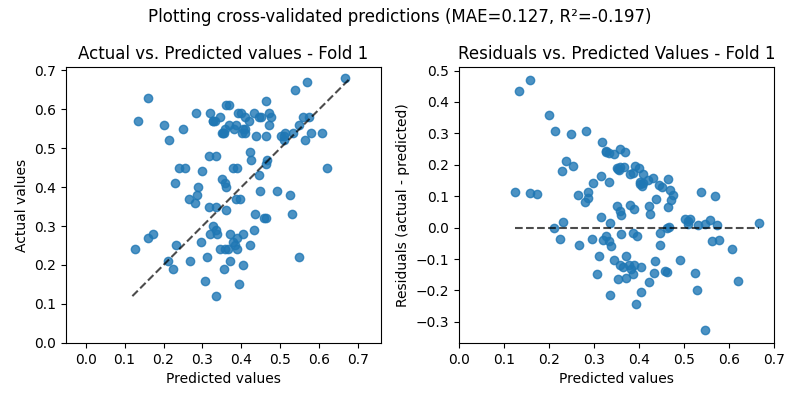 Plotting cross-validated predictions (MAE=0.127, R²=-0.197)
Actual vs. Predicted values - Fold 1
0.7
0.6
0.5
0.4
0.3
0.2
0.1
0.0
Actual values
0.0 0.1 0.2 0.3 0.4 0.5 0.6 0.7
Predicted values
Residuals vs. Predicted Values - Fold 1
0.5
0.4
0.3
0.2
0.1
0.0
−0.1
−0.2
−0.3
Residuals (actual - predicted)
0.0 0.1 0.2 0.3 0.4 0.5 0.6 0.7
Predicted values